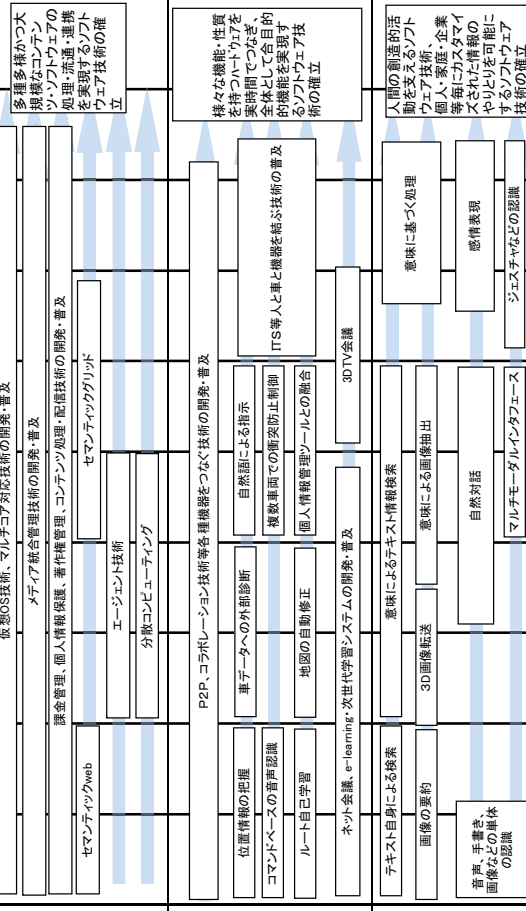 仮想OS技術、マルチコア対応技術の開発・普及
メディア統合管理技術の開発・普及
課金管理、個人情報保護、著作権管理、コンテンツ処理・配信技術の開発・普及
セマンティックweb
セマンティックグリッド
エージェント技術
分散コンピューティング
多種多様かつ大
規模なコンテン
ツ・ソフトウェアの
処理・流通・連携
を実現するソフト
ウェア技術の確
立
P2P、コラボレーション技術等各種機器をつなぐ技術の開発・普及
位置情報の把握
車データへの外部診断
自然語による指示
コマンドベースの音声認識
複数車両での衝突防止制御
ルート自己学習
地図の自動修正
個人情報管理ツールとの融合
ITS等人と車と機器を結ぶ技術の普及
ネット会議、e-learning・次世代学習システムの開発・普及
3DTV会議
様々な機能・性質
を持つハードウェアを
実時間でつなぎ、
全体として合目的
的機能を実現す
るソフトウェア技
術の確立
テキスト自身による検索
意味によるテキスト情報検索
画像の要約
3D画像転送
意味による画像抽出
意味に基づく処理
音声、手書き、
画像などの単体
の認識
自然対話
感情表現
マルチモーダルインタフェース
ジェスチャなどの認識
人間の創造的活
動を支えるソフト
ウェア技術、
個人・家庭・企業
等毎にカスタマイ
ズされた情報の
やりとりを可能に
するソフトウェア
技術の確立